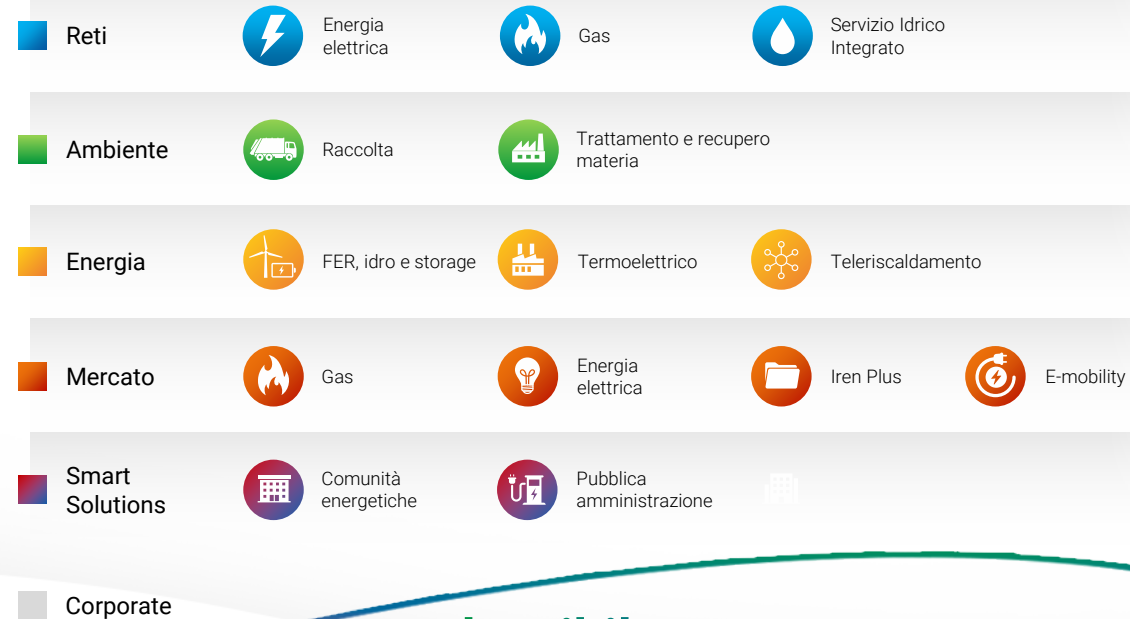 Reti
Energia
elettrica
Gas
Servizio Idrico
Integrato
Ambiente
Raccolta
Trattamento e recupero
materia
Energia
FER, idro e storage
Termoelettrico
Teleriscaldamento
Mercato
Gas
Energia
elettrica
Iren Plus
E-mobility
Smart
Solutions
Comunità
energetiche
Pubblica
amministrazione
Corporate